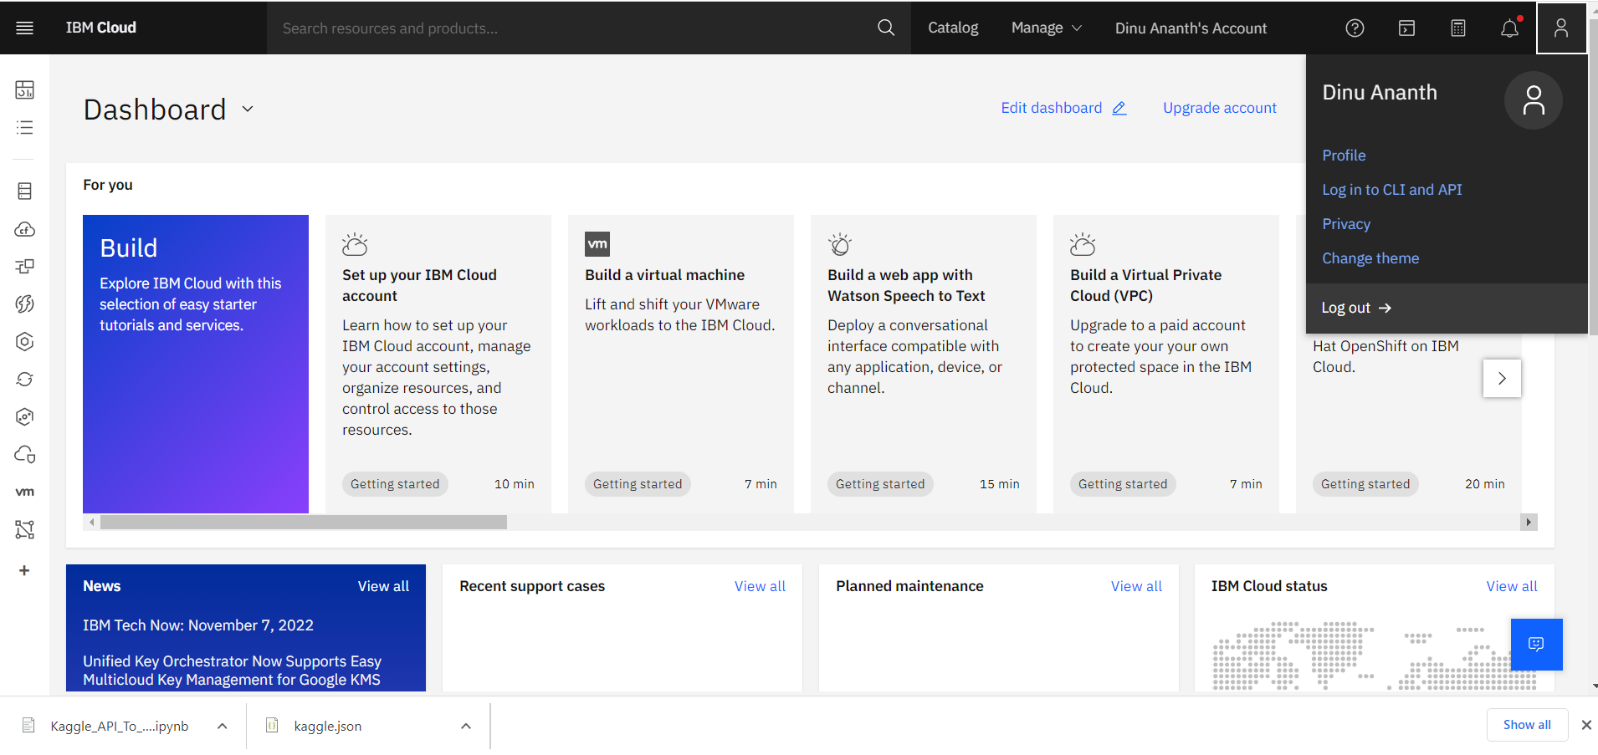 IBM Cloud
Search resources and products...
Catalog
Manage
Dinu Ananth's Account
Dashboard
Edit dashboard
Upgrade account
Dinu Ananth
Profile
Log in to CLI and API
Privacy
Change theme
Log out →
For you
Build
Explore IBM Cloud with this
selection of easy starter
tutorials and services.
Set up your IBM Cloud
account
Learn how to set up your
IBM Cloud account, manage
your account settings,
organize resources, and
control access to those
resources.
Getting started
10 min
vm
Build a virtual machine
Lift and shift your VMware
workloads to the IBM Cloud.
Getting started
7 min
Build a web app with
Watson Speech to Text
Deploy a conversational
interface compatible with
any application, device, or
channel.
Getting started
15 min
Build a Virtual Private
Cloud (VPC)
Upgrade to a paid account
to create your your own
protected space in the IBM
Cloud.
Getting started
7 min
Hat OpenShift on IBM
Cloud.
Getting started
20 min
cf
vm
News
View all
IBM Tech Now: November 7, 2022
Unified Key Orchestrator Now Supports Easy
Multicloud Key Management for Google KMS
Recent support cases
View all
Planned maintenance
View all
IBM Cloud status
View all
Kaggle_API_To_....ipynb
kaggle.json
Show all